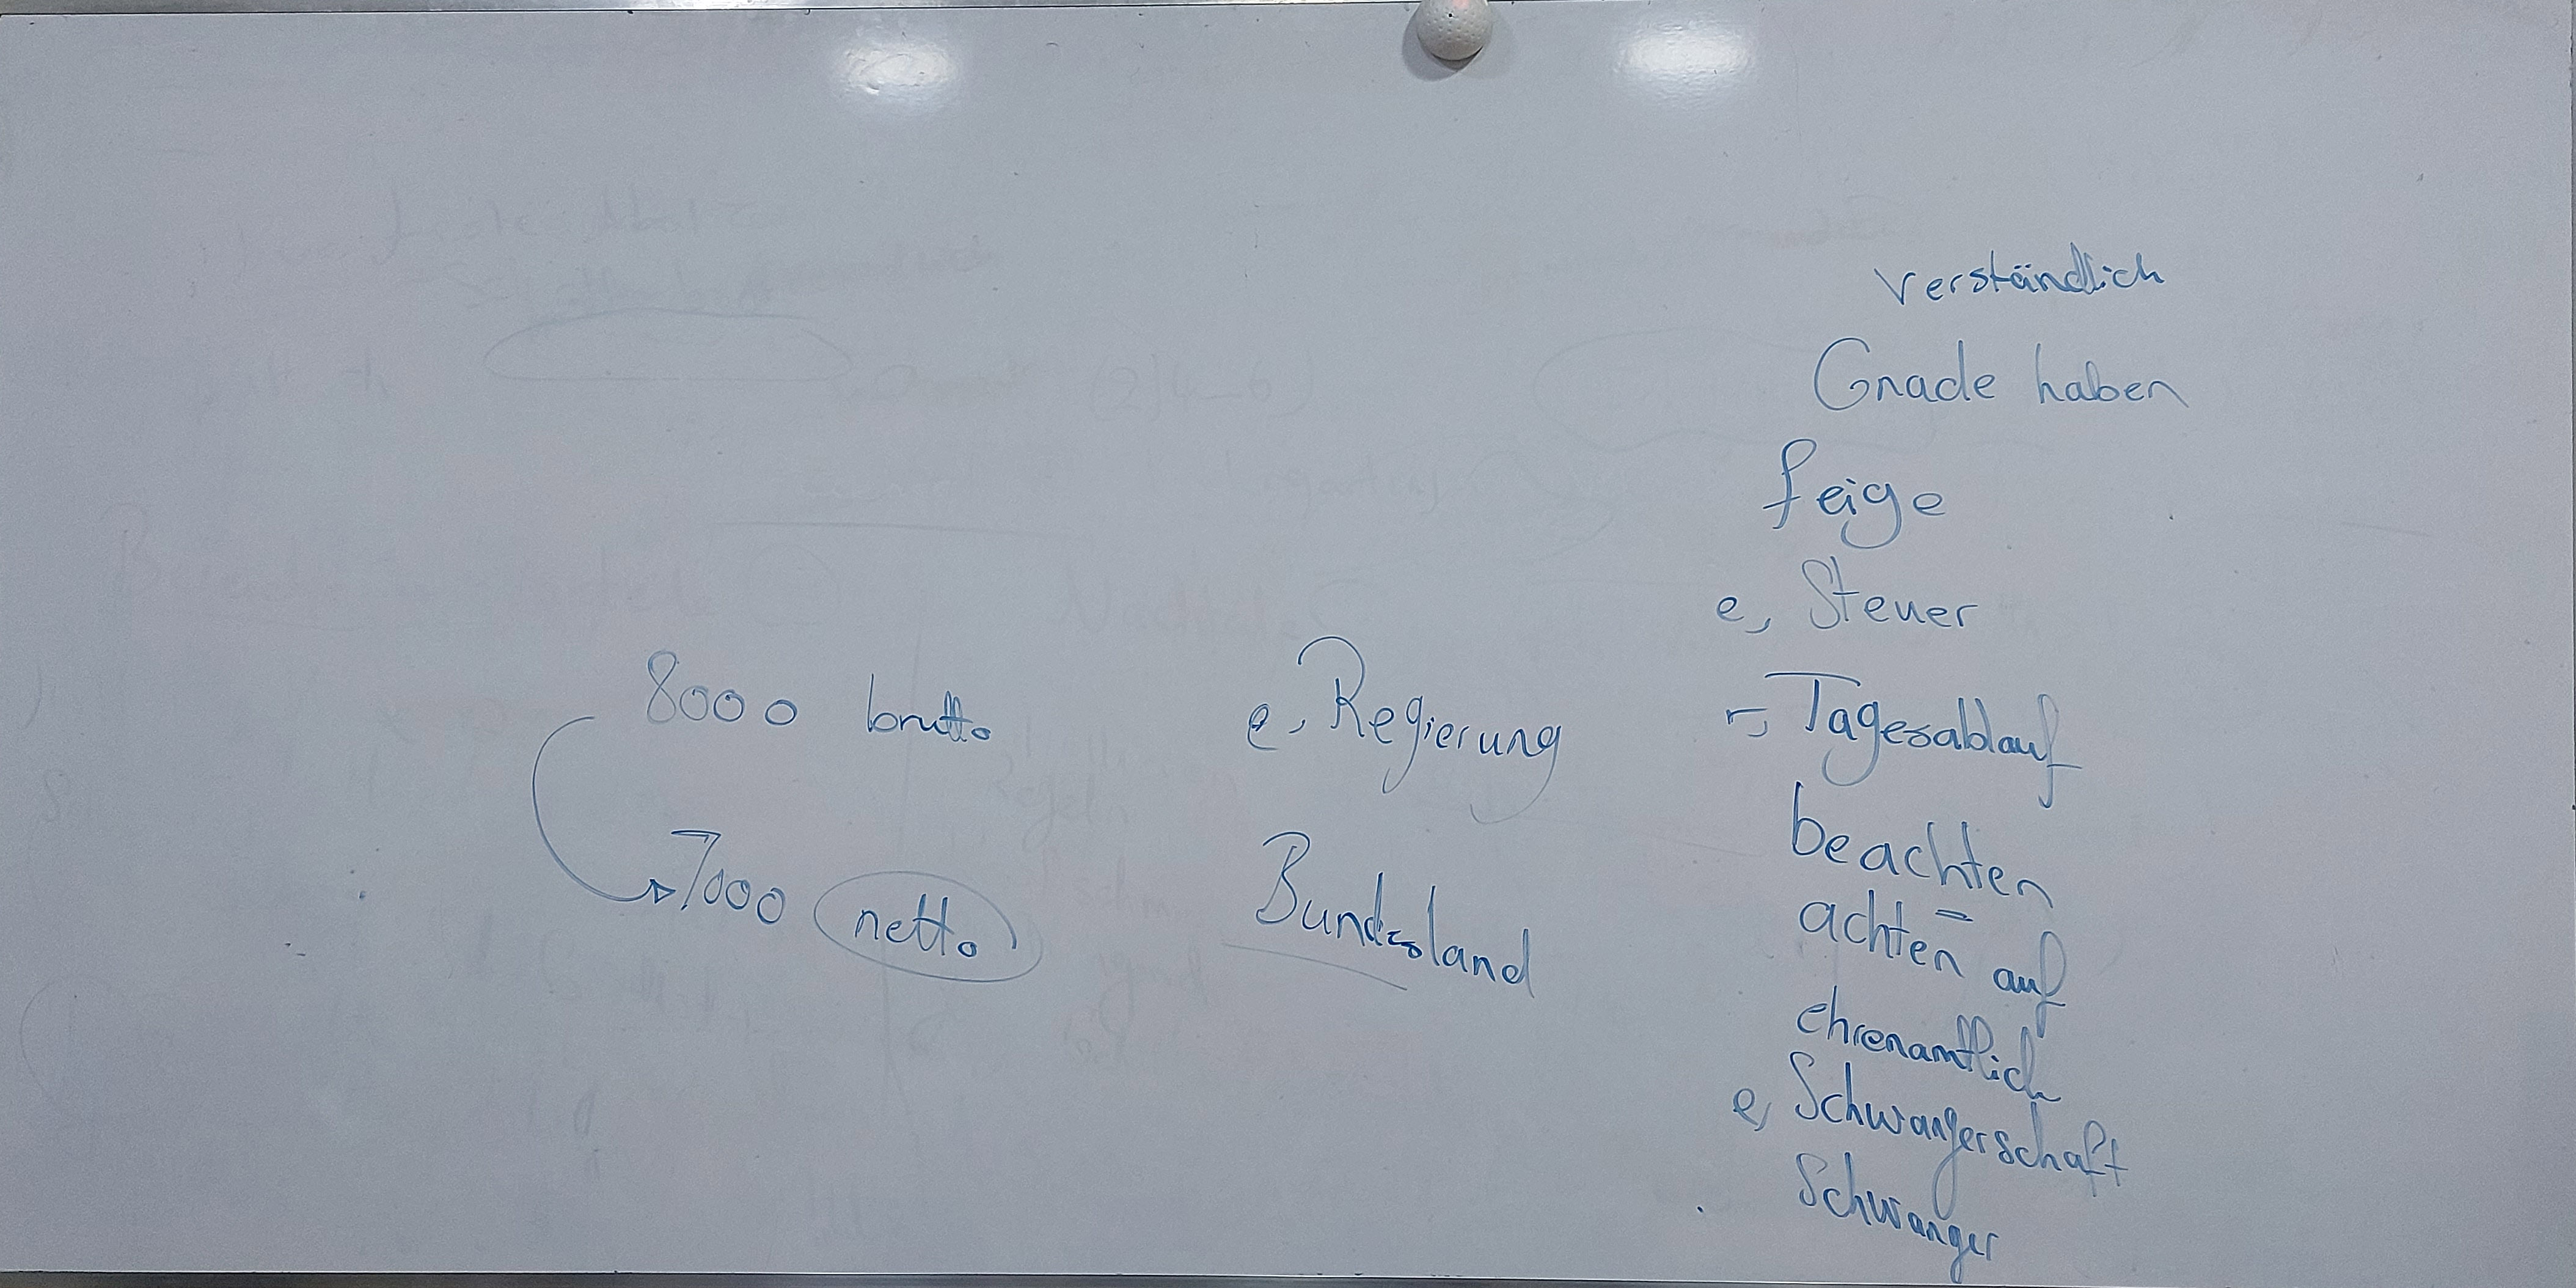 verständlich
Gnade haben
feige
e, Steuer
r, Tagesablauf
beachten
=
achten auf
ehrenamtlich
e, Schwangerschaft
Schwanger
e, Regierung
Bundesland
8000 brutto
7000 netto